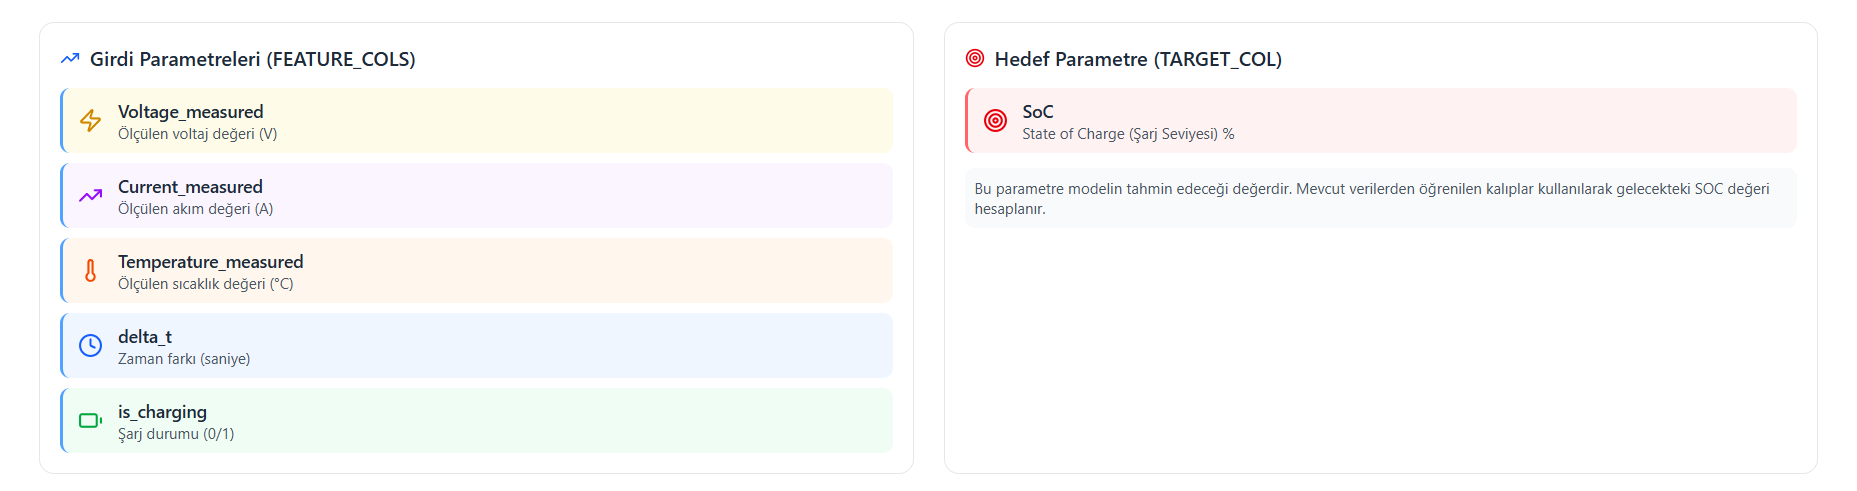 Girdi Parametreleri (FEATURE_COLS)
Voltage_measured
Ölçülen voltaj değeri (V)
Current_measured
Ölçülen akım değeri (A)
Temperature_measured
Ölçülen sıcaklık değeri (°C)
delta_t
Zaman farkı (saniye)
is_charging
Şarj durumu (0/1)
Hedef Parametre (TARGET_COL)
SoC
State of Charge (Şarj Seviyesi) %
Bu parametre modelin tahmin edeceği değerdir. Mevcut verilerden öğrenilen kalıplar kullanılarak gelecekteki SOC değeri
hesaplanır.